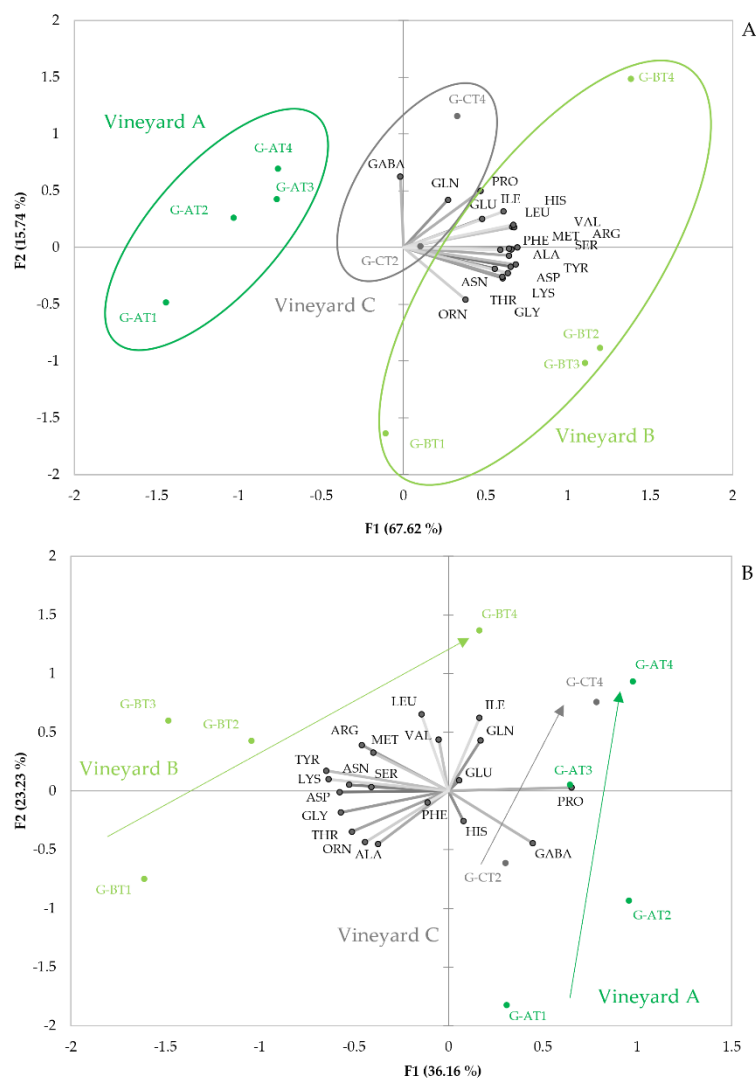 A
2
1.5
1
0.5
0
-0.5
-1
-1.5
-2
F2 (15.74 %)
G-BT4
G-CT4
Vineyard A
G-AT4
GABA
G-AT3
PRO
GLN
ILE
HIS
G-AT2
GLU
LEU
VAL
PHE
MET
ARG
SER
G-CT2
ALA
TYR
ASN
ASP
Vineyard C
LYS
G-AT1
THR
GLY
ORN
G-BT2
G-BT3
Vineyard B
G-BT1
-2
-1.5
-1
-0.5
0
0.5
1
1.5
2
F1 (67.62 %)
B
2
1.5
1
0.5
0
-0.5
-1
-1.5
-2
F2 (23.23 %)
G-BT4
G-AT4
G-CT4
G-BT3
LEU
ILE
G-BT2
ARG
VAL
GLN
MET
Vineyard B
TYR
ASN
LYS
SER
GLU
G-AT3
ASP
PRO
GLY
PHE
HIS
THR
ORN
ALA
GABA
G-CT2
G-BT1
G-AT2
Vineyard C
Vineyard A
G-AT1
-2
-1.5
-1
-0.5
0
0.5
1
1.5
2
F1 (36.16 %)